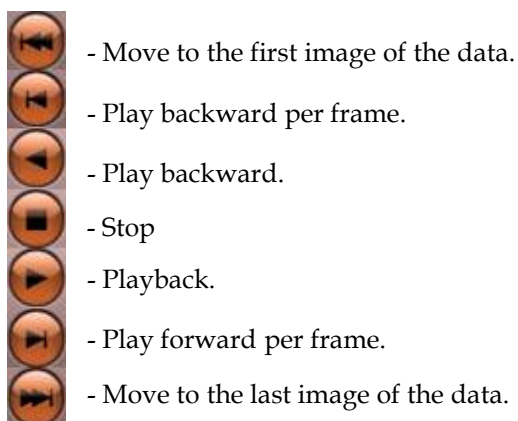 - Move to the first image of the data.
- Play backward per frame.
- Play backward.
- Stop
- Playback.
- Play forward per frame.
- Move to the last image of the data.